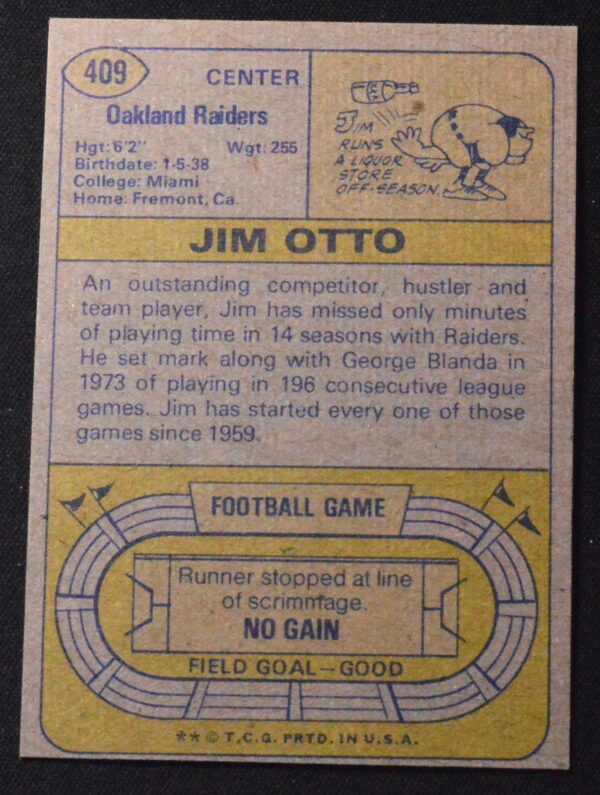 409
CENTER
Oakland Raiders
Hgt: 6'2" Wgt: 255
Birthdate: 1-5-38
College: Miami
Home: Fremont, Ca.
JIM
RUNS
A LIQUOR
STORE
OFF-SEASON.
JIM OTTO
An outstanding competitor, hustler and
team player, Jim has missed only minutes
of playing time in 14 seasons with Raiders.
He set mark along with George Blanda in
1973 of playing in 196 consecutive league
games. Jim has started every one of those
games since 1959.
FOOTBALL GAME
Runner stopped at line
of scrimmage.
NO GAIN
FIELD GOAL—GOOD
** © T.C.G. PRTD. IN U.S.A.